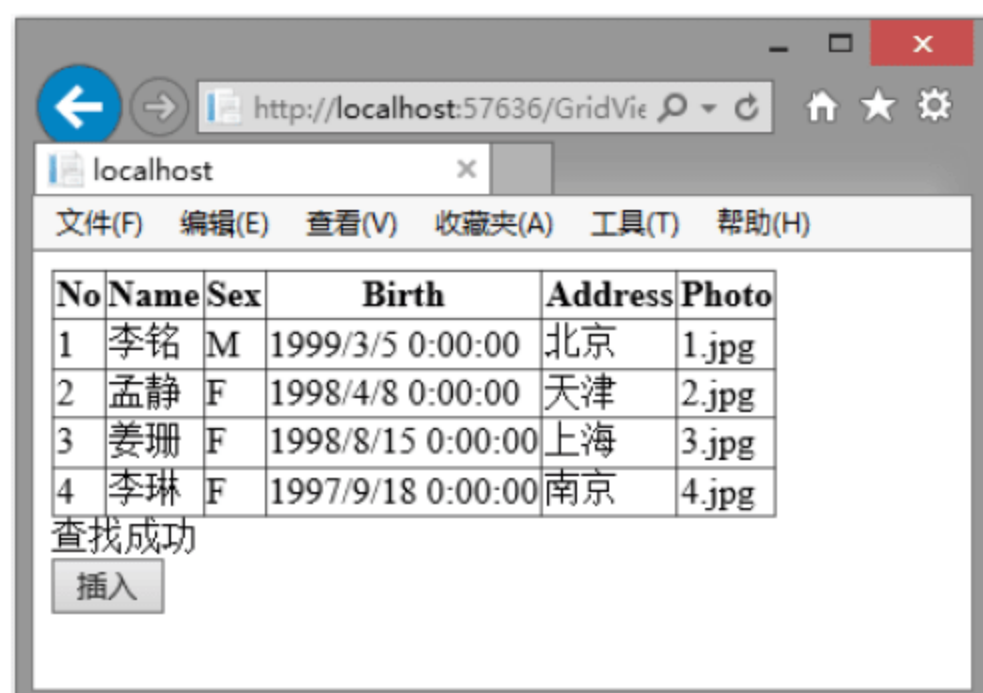 http://localhost:57636/GridVie
localhost
文件(F) 编辑(E) 查看(V) 收藏夹(A) 工具(T) 帮助(H)
No Name Sex Birth Address Photo
1 李铭 M 1999/3/5 0:00:00 北京 1.jpg
2 孟静 F 1998/4/8 0:00:00 天津 2.jpg
3 姜珊 F 1998/8/15 0:00:00 上海 3.jpg
4 李琳 F 1997/9/18 0:00:00 南京 4.jpg
查找成功
插入